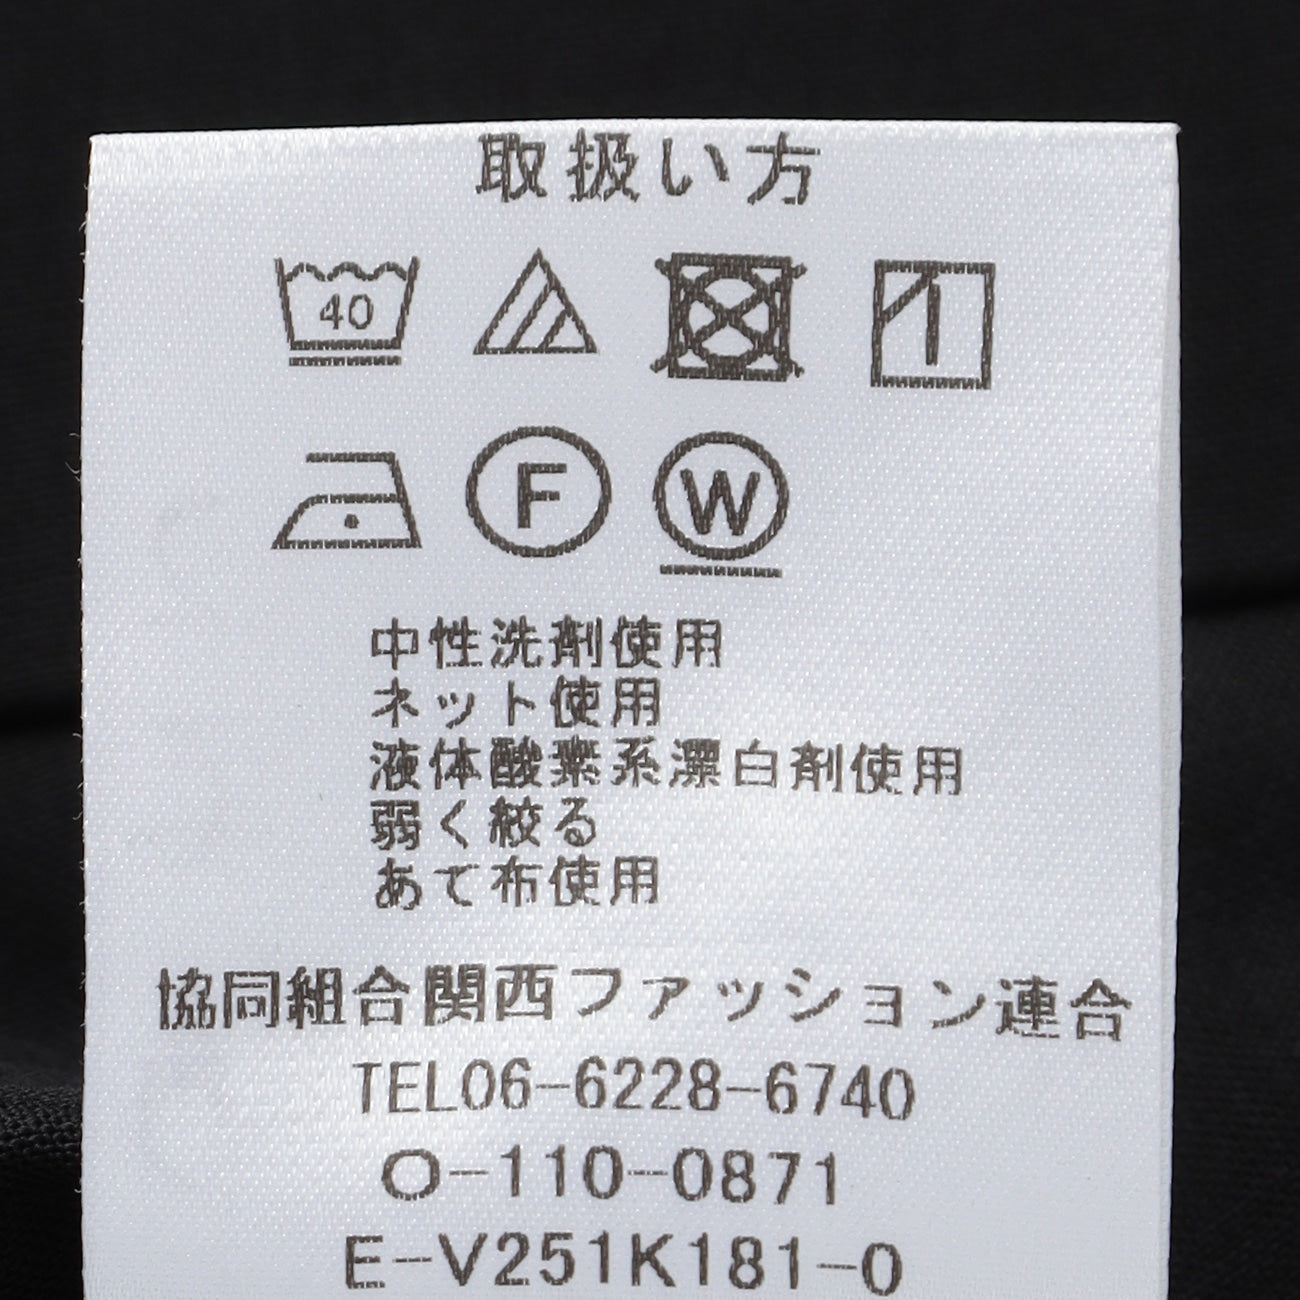 取扱い方
40
F W
中性洗剤使用
ネット使用
液体酸素系漂白剤使用
弱く絞る
あて布使用
協同組合関西ファッション連合
TEL06-6228-6740
O-110-0871
E-V251K181-0